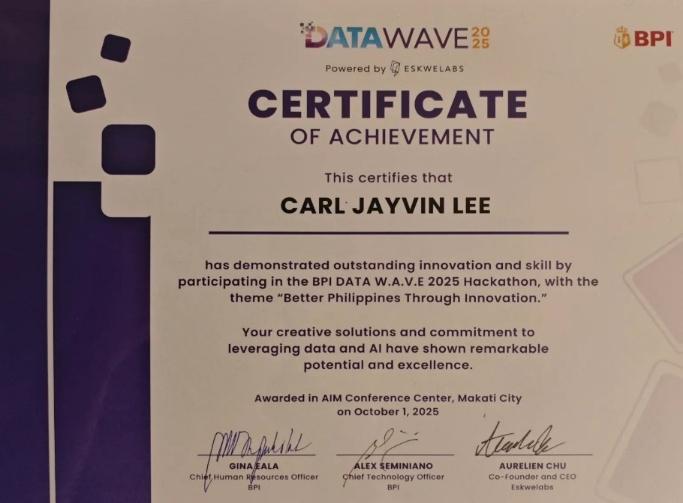 DATAWAVE 2025
BPI
Powered by ESKWELABS
CERTIFICATE
OF ACHIEVEMENT
This certifies that
CARL JAYVIN LEE
has demonstrated outstanding innovation and skill by
participating in the BPI DATA W.A.V.E 2025 Hackathon, with the
theme “Better Philippines Through Innovation.”
Your creative solutions and commitment to
leveraging data and AI have shown remarkable
potential and excellence.
Awarded in AIM Conference Center, Makati City
on October 1, 2025
GINA EALA
Chief Human Resources Officer
BPI
ALEX SEMINIANO
Chief Technology Officer
BPI
AURELIEN CHU
Co-Founder and CEO
Eskwelabs